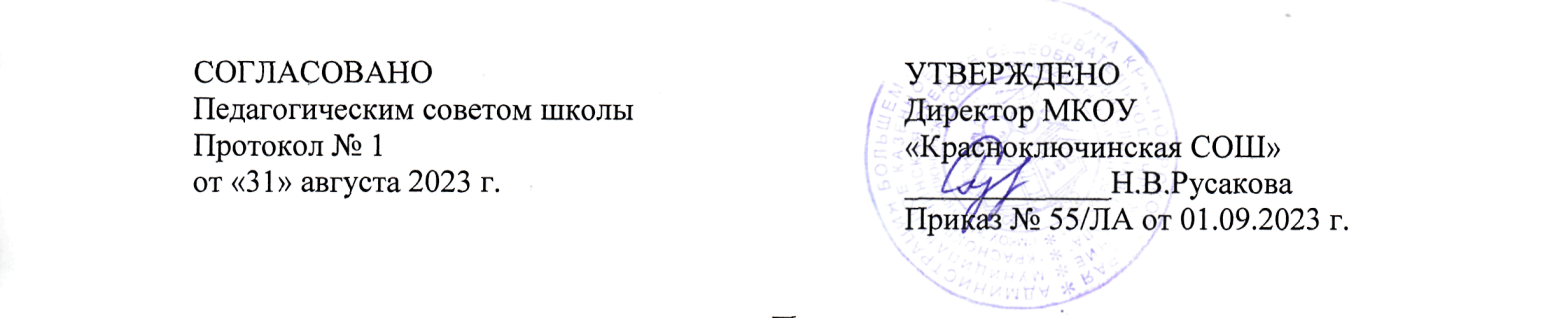 СОГЛАСОВАНО
Педагогическим советом школы
Протокол № 1
от «31» августа 2023 г.
УТВЕРЖДЕНО
Директор МКОУ
«Красноключинская СОШ»
Н.В.Русакова
Приказ № 55/ЛА от 01.09.2023 г.